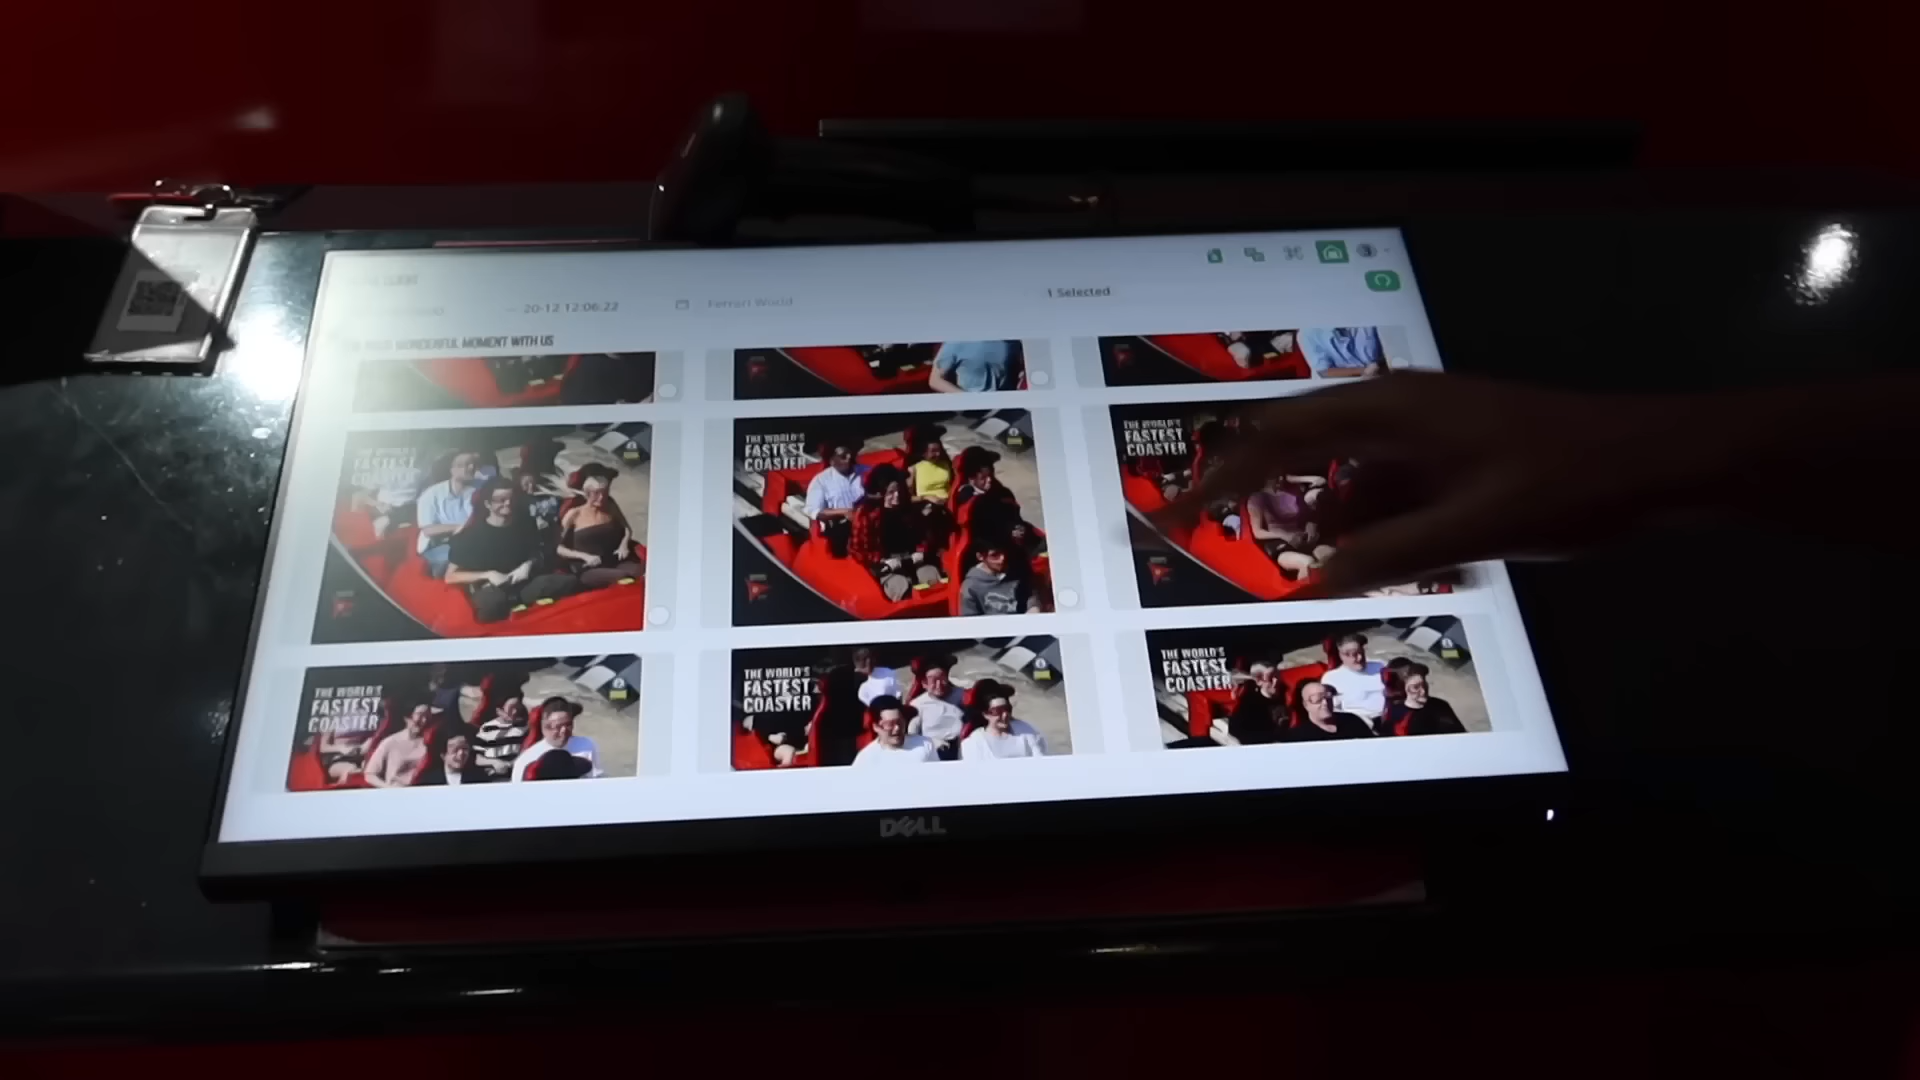 20-12 12:06:22
Ferrari World
1 Selected
WONDERFUL MOMENT WITH US
THE WORLD'S
FASTEST
COASTER
THE WORLD'S
FASTEST
COASTER
THE WORLD'S
FASTEST
COASTER
THE WORLD'S
FASTEST
COASTER
THE WORLD'S
FASTEST
COASTER
THE WORLD'S
FASTEST
COASTER
DELL